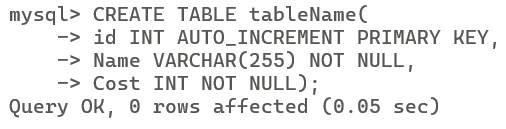 mysql> CREATE TABLE tableName(
    -> id INT AUTO_INCREMENT PRIMARY KEY,
    -> Name VARCHAR(255) NOT NULL,
    -> Cost INT NOT NULL);
Query OK, 0 rows affected (0.05 sec)